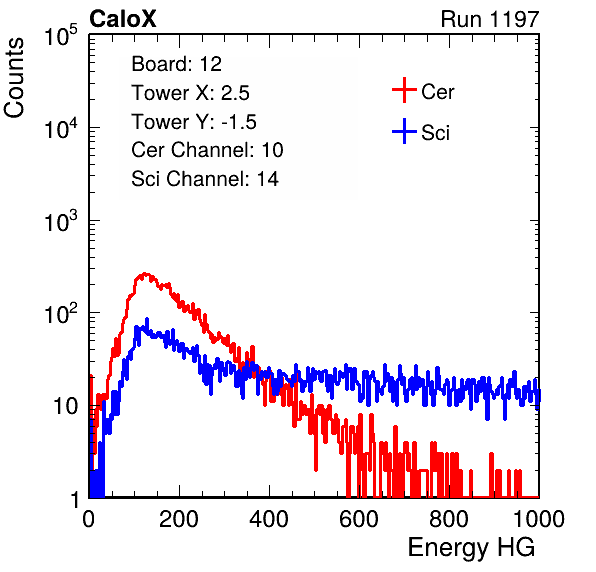 CaloX Run 1197
Counts
Board: 12
Tower X: 2.5
Tower Y: -1.5
Cer Channel: 10
Sci Channel: 14
Cer
Sci
10^5
10^4
10^3
10^2
10
1
0 200 400 600 800 1000
Energy HG